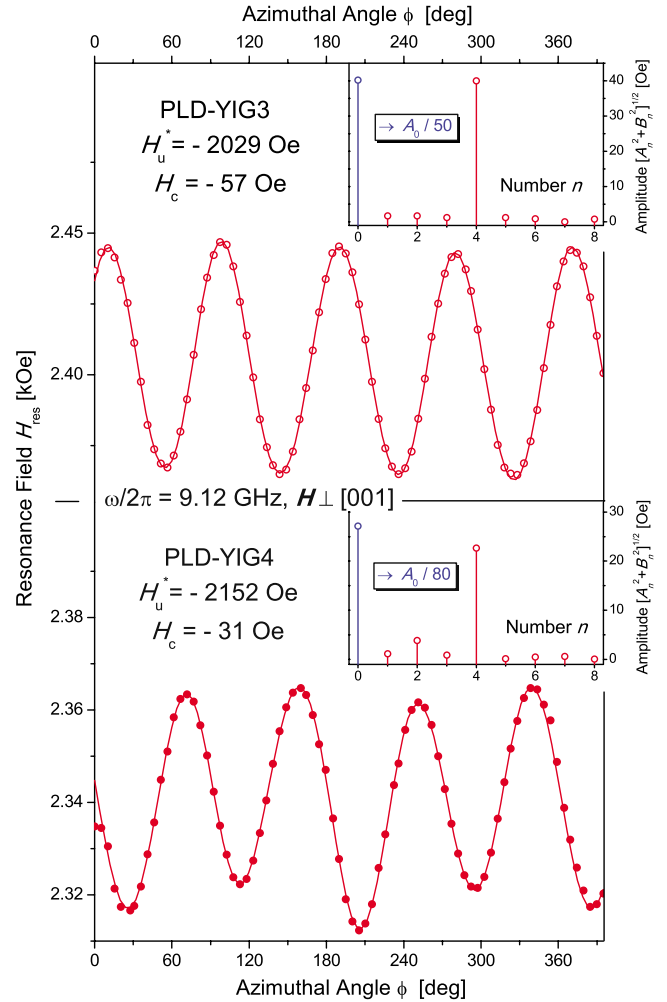 Azimuthal Angle ϕ [deg]
0 60 120 180 240 300 360
PLD-YIG3
H_u^* = - 2029 Oe
H_c = - 57 Oe
→ A_0 / 50
Number n
0 2 4 6 8
40
30
20
10
0
Amplitude [A_n^2+B_n^2]^1/2 [Oe]
2.45
2.40
Resonance Field H_res [kOe]
ω/2π = 9.12 GHz, H ⊥ [001]
PLD-YIG4
H_u^* = - 2152 Oe
H_c = - 31 Oe
→ A_0 / 80
Number n
0 2 4 6 8
30
20
10
0
Amplitude [A_n^2+B_n^2]^1/2 [Oe]
2.38
2.36
2.34
2.32
0 60 120 180 240 300 360
Azimuthal Angle ϕ [deg]